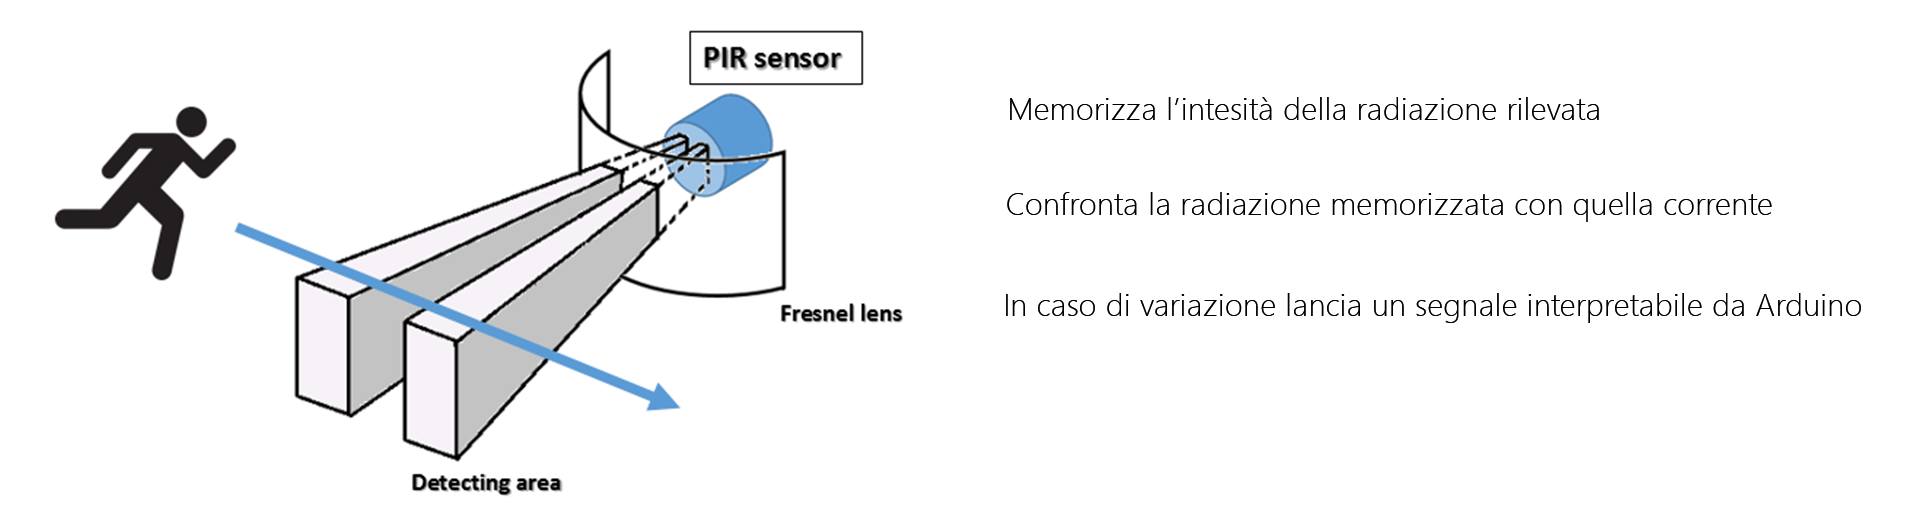 PIR sensor
Fresnel lens
Detecting area
Memorizza l'intesità della radiazione rilevata
Confronta la radiazione memorizzata con quella corrente
In caso di variazione lancia un segnale interpretabile da Arduino